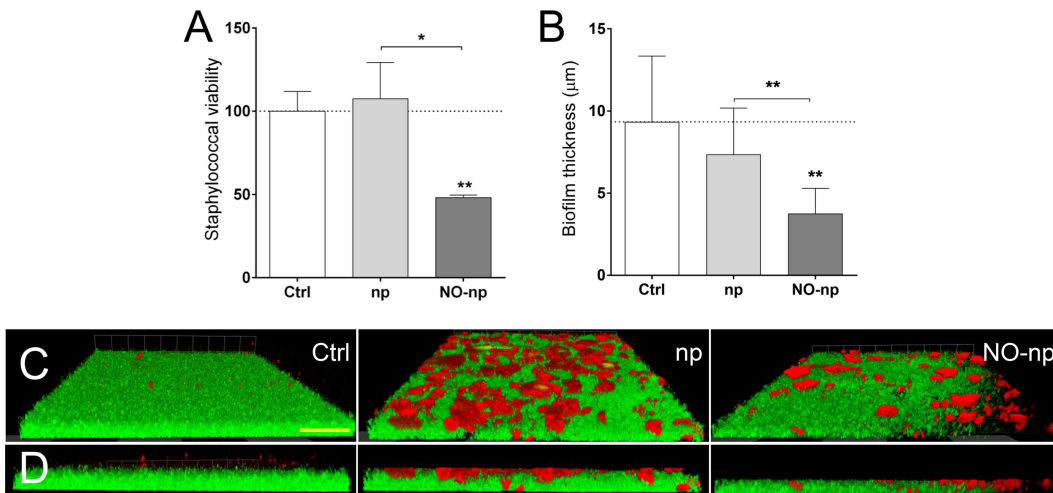 A
Staphylococcal viability
150
100
50
0
*
**
Ctrl
np
NO-np
B
Biofilm thickness (μm)
15
10
5
0
**
**
Ctrl
np
NO-np
C
Ctrl
np
NO-np
D